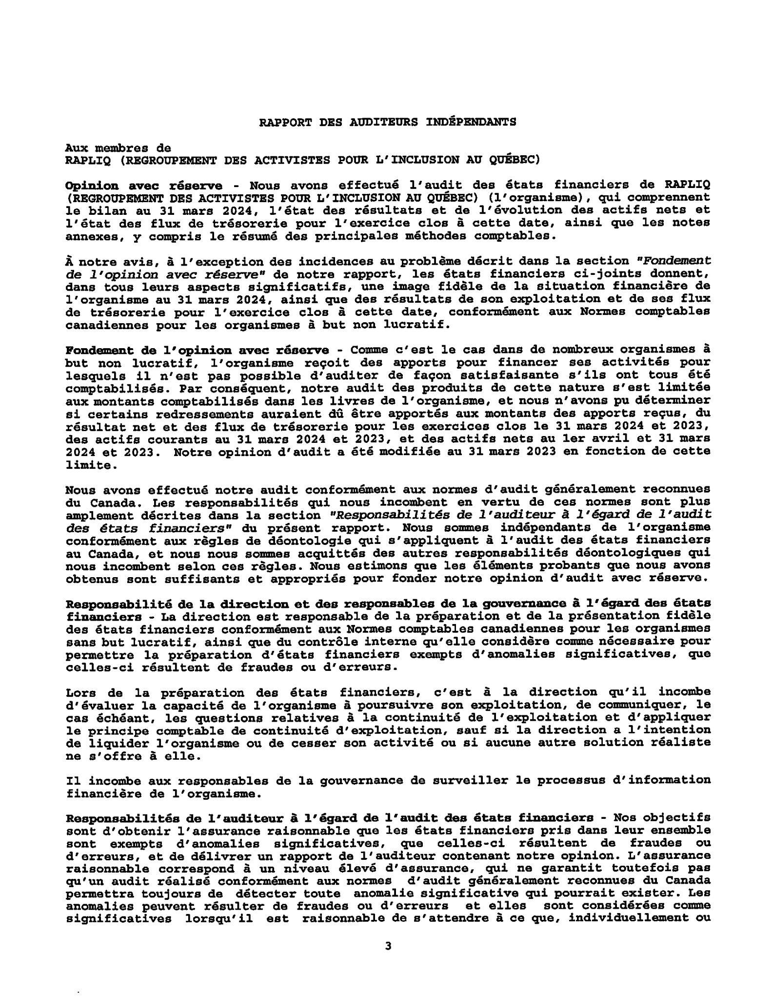 RAPPORT DES AUDITEURS INDÉPENDANTS
Aux membres de
RAPLIQ (REGROUPEMENT DES ACTIVISTES POUR L'INCLUSION AU QUÉBEC)
Opinion avec réserve - Nous avons effectué l'audit des états financiers de RAPLIQ
(REGROUPEMENT DES ACTIVISTES POUR L'INCLUSION AU QUÉBEC) (l'organisme), qui comprennent
le bilan au 31 mars 2024, l'état des résultats et de l'évolution des actifs nets et
l'état des flux de trésorerie pour l'exercice clos à cette date, ainsi que les notes
annexes, y compris le résumé des principales méthodes comptables.
À notre avis, à l'exception des incidences au problème décrit dans la section "Fondement
de l'opinion avec réserve" de notre rapport, les états financiers ci-joints donnent,
dans tous leurs aspects significatifs, une image fidèle de la situation financière de
l'organisme au 31 mars 2024, ainsi que des résultats de son exploitation et de ses flux
de trésorerie pour l'exercice clos à cette date, conformément aux Normes comptables
canadiennes pour les organismes à but non lucratif.
Fondement de l'opinion avec réserve - Comme c'est le cas dans de nombreux organismes à
but non lucratif, l'organisme reçoit des apports pour financer ses activités pour
lesquels il n'est pas possible d'auditer de façon satisfaisante s'ils ont tous été
comptabilisés. Par conséquent, notre audit des produits de cette nature s'est limitée
aux montants comptabilisés dans les livres de l'organisme, et nous n'avons pu déterminer
si certains redressements auraient dû être apportés aux montants des apports reçus, du
résultat net et des flux de trésorerie pour les exercices clos le 31 mars 2024 et 2023,
des actifs courants au 31 mars 2024 et 2023, et des actifs nets au 1er avril et 31 mars
2024 et 2023. Notre opinion d'audit a été modifiée au 31 mars 2023 en fonction de cette
limite.
Nous avons effectué notre audit conformément aux normes d'audit généralement reconnues
du Canada. Les responsabilités qui nous incombent en vertu de ces normes sont plus
amplement décrites dans la section "Responsabilités de l'auditeur à l'égard de l'audit
des états financiers" du présent rapport. Nous sommes indépendants de l'organisme
conformément aux règles de déontologie qui s'appliquent à l'audit des états financiers
au Canada, et nous nous sommes acquittés des autres responsabilités déontologiques qui
nous incombent selon ces règles. Nous estimons que les éléments probants que nous avons
obtenus sont suffisants et appropriés pour fonder notre opinion d'audit avec réserve.
Responsabilité de la direction et des responsables de la gouvernance à l'égard des états
financiers - La direction est responsable de la préparation et de la présentation fidèle
des états financiers conformément aux Normes comptables canadiennes pour les organismes
sans but lucratif, ainsi que du contrôle interne qu'elle considère comme nécessaire pour
permettre la préparation d'états financiers exempts d'anomalies significatives, que
celles-ci résultent de fraudes ou d'erreurs.
Lors de la préparation des états financiers, c'est à la direction qu'il incombe
d'évaluer la capacité de l'organisme à poursuivre son exploitation, de communiquer, le
cas échéant, les questions relatives à la continuité de l'exploitation et d'appliquer
le principe comptable de continuité d'exploitation, sauf si la direction a l'intention
de liquider l'organisme ou de cesser son activité ou si aucune autre solution réaliste
ne s'offre à elle.
Il incombe aux responsables de la gouvernance de surveiller le processus d'information
financière de l'organisme.
Responsabilités de l'auditeur à l'égard de l'audit des états financiers - Nos objectifs
sont d'obtenir l'assurance raisonnable que les états financiers pris dans leur ensemble
sont exempts d'anomalies significatives, que celles-ci résultent de fraudes ou
d'erreurs, et de délivrer un rapport de l'auditeur contenant notre opinion. L'assurance
raisonnable correspond à un niveau élevé d'assurance, qui ne garantit toutefois pas
qu'un audit réalisé conformément aux normes d'audit généralement reconnues du Canada
permettra toujours de détecter toute anomalie significative qui pourrait exister. Les
anomalies peuvent résulter de fraudes ou d'erreurs et elles sont considérées comme
significatives lorsqu'il est raisonnable de s'attendre à ce que, individuellement ou
3